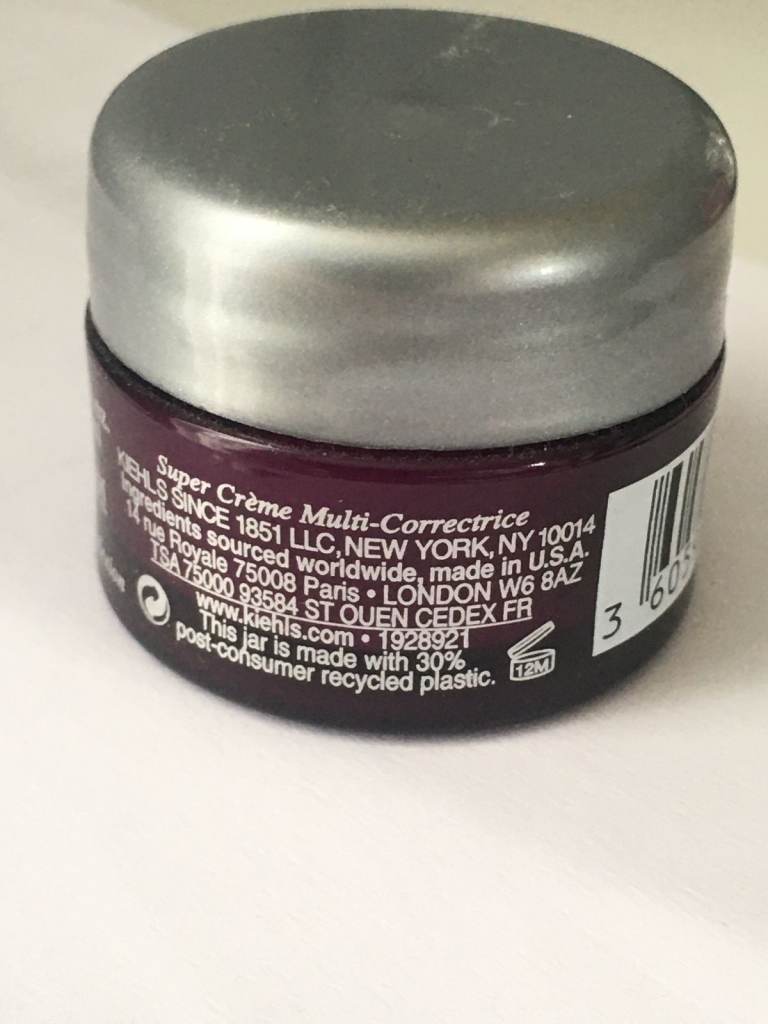 Super Crème Multi-Correctrice
KIEHLS SINCE 1851 LLC, NEW YORK, NY 10014
Ingredients sourced worldwide, made in U.S.A.
14 rue Royale 75008 Paris • LONDON W6 8AZ
TSA 75000 93584 ST OUEN CEDEX FR
www.kiehls.com • 1928921
This jar is made with 30%
post-consumer recycled plastic.
12M
3 605